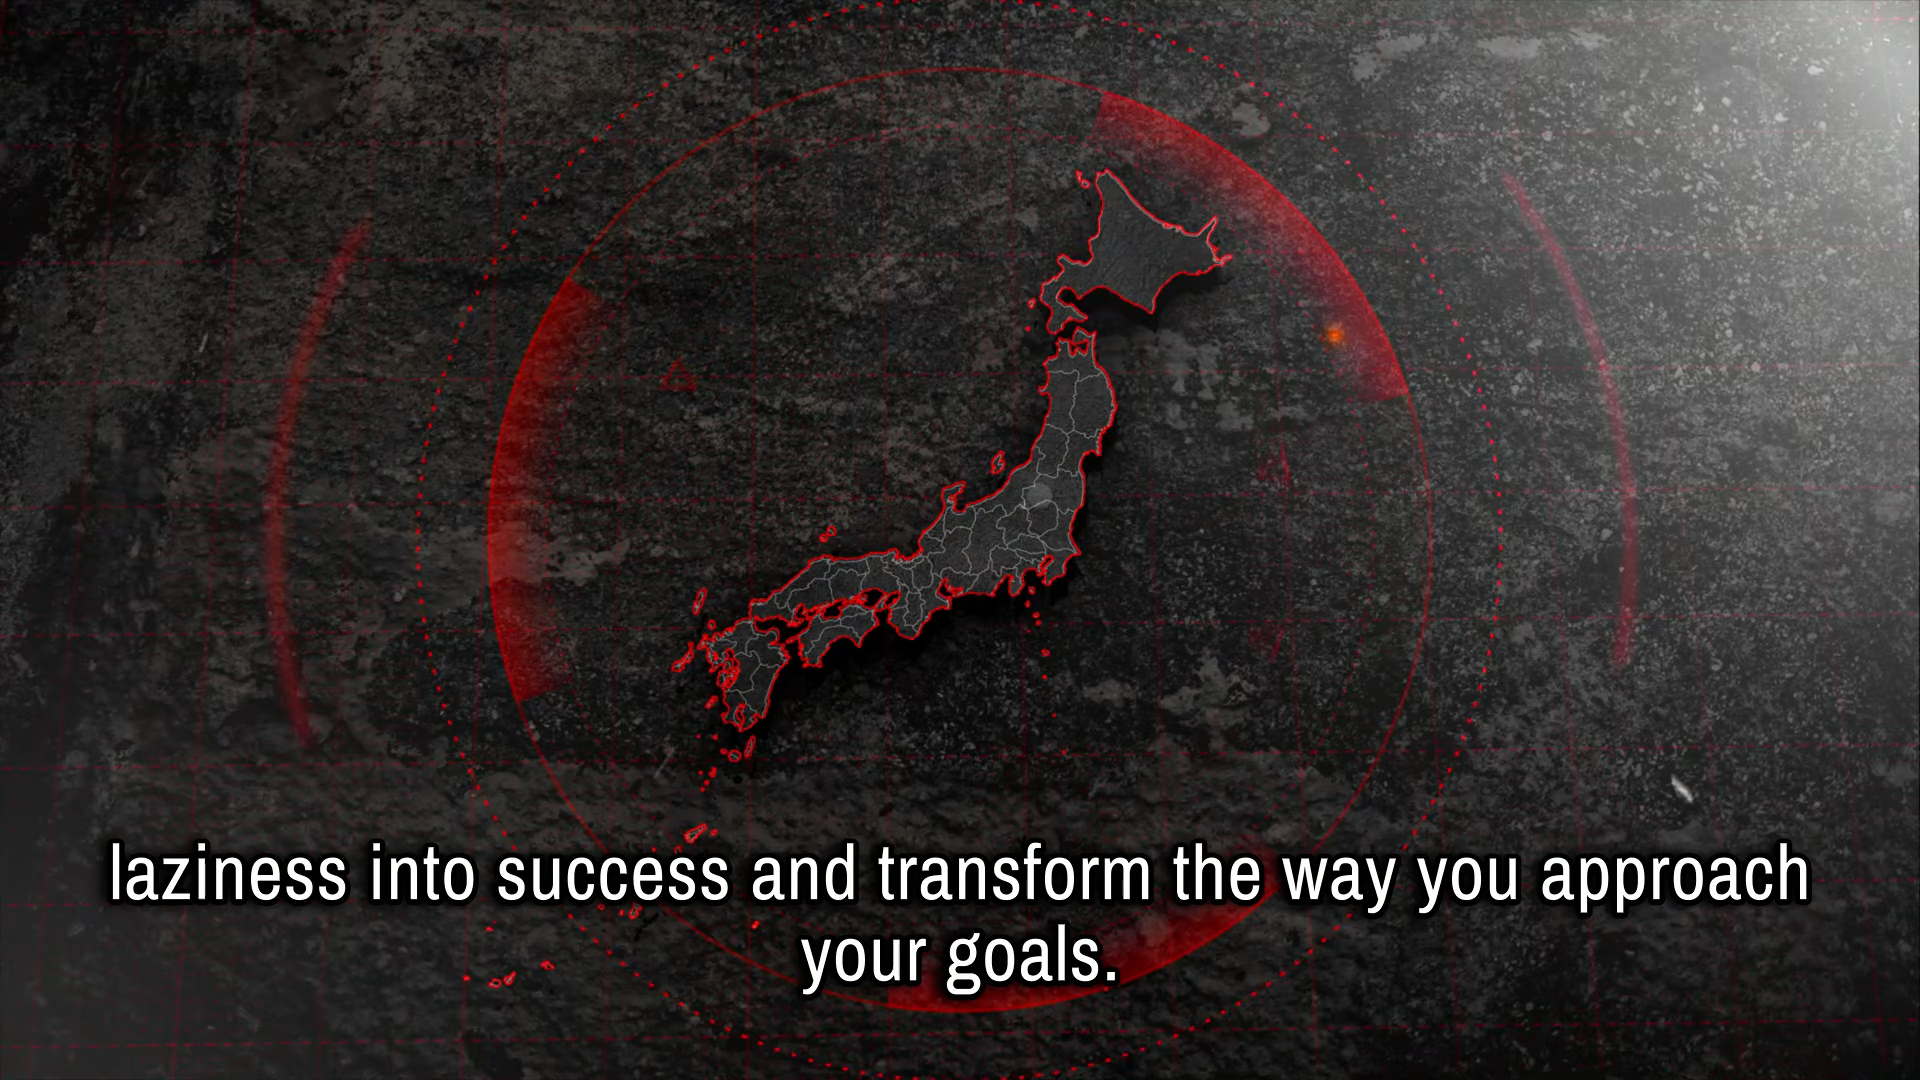 laziness into success and transform the way you approach
your goals.